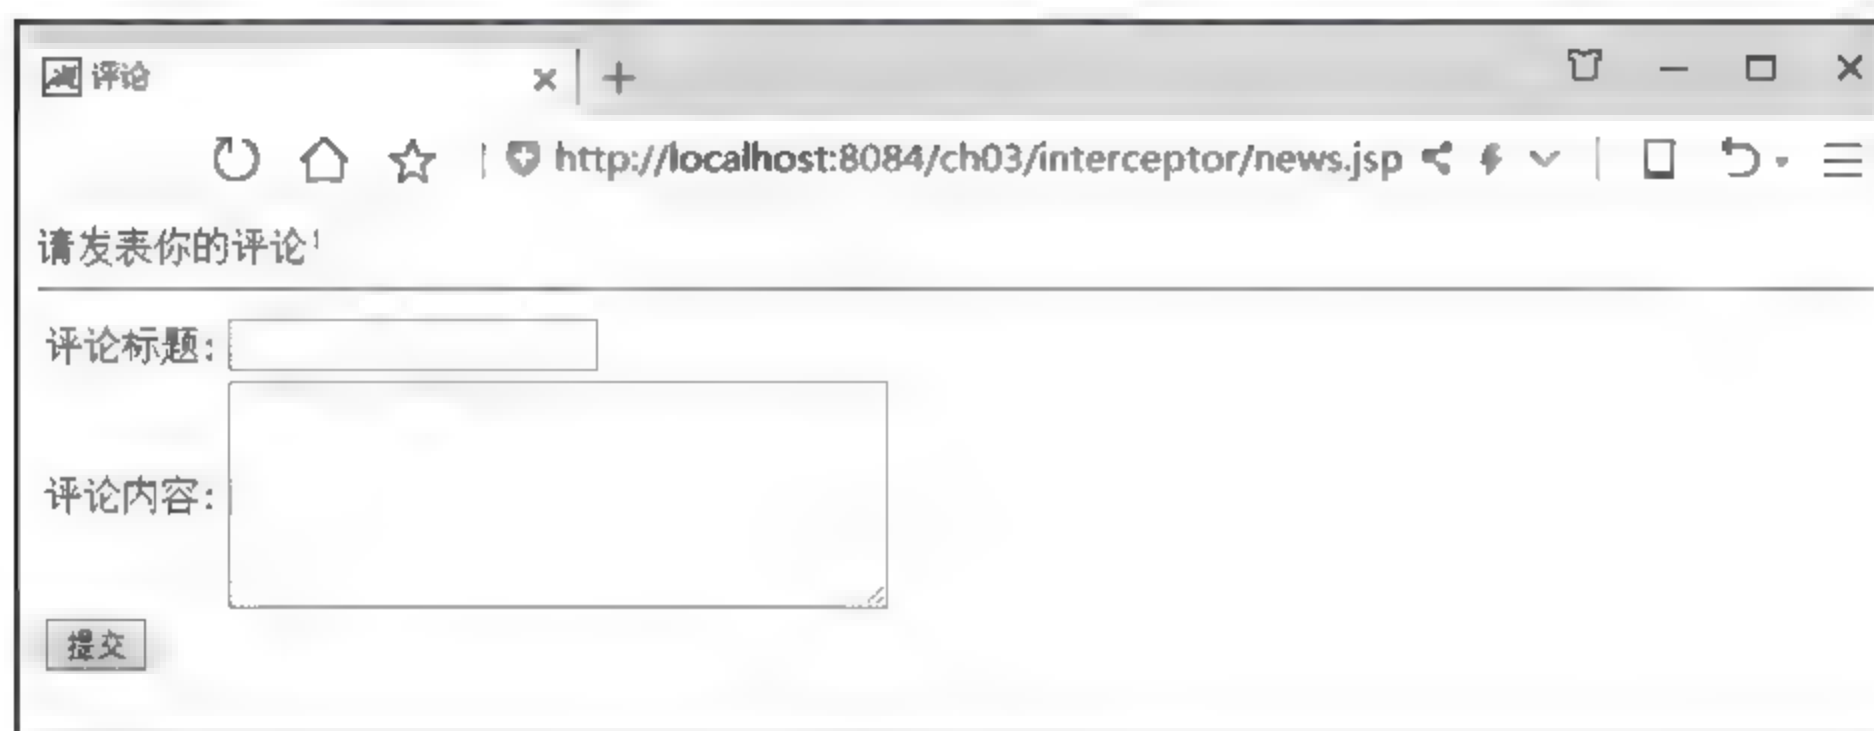 评论
http://localhost:8084/ch03/interceptor/news.jsp
请发表你的评论!
评论标题:
评论内容:
提交